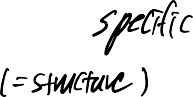 specific
(= structure)